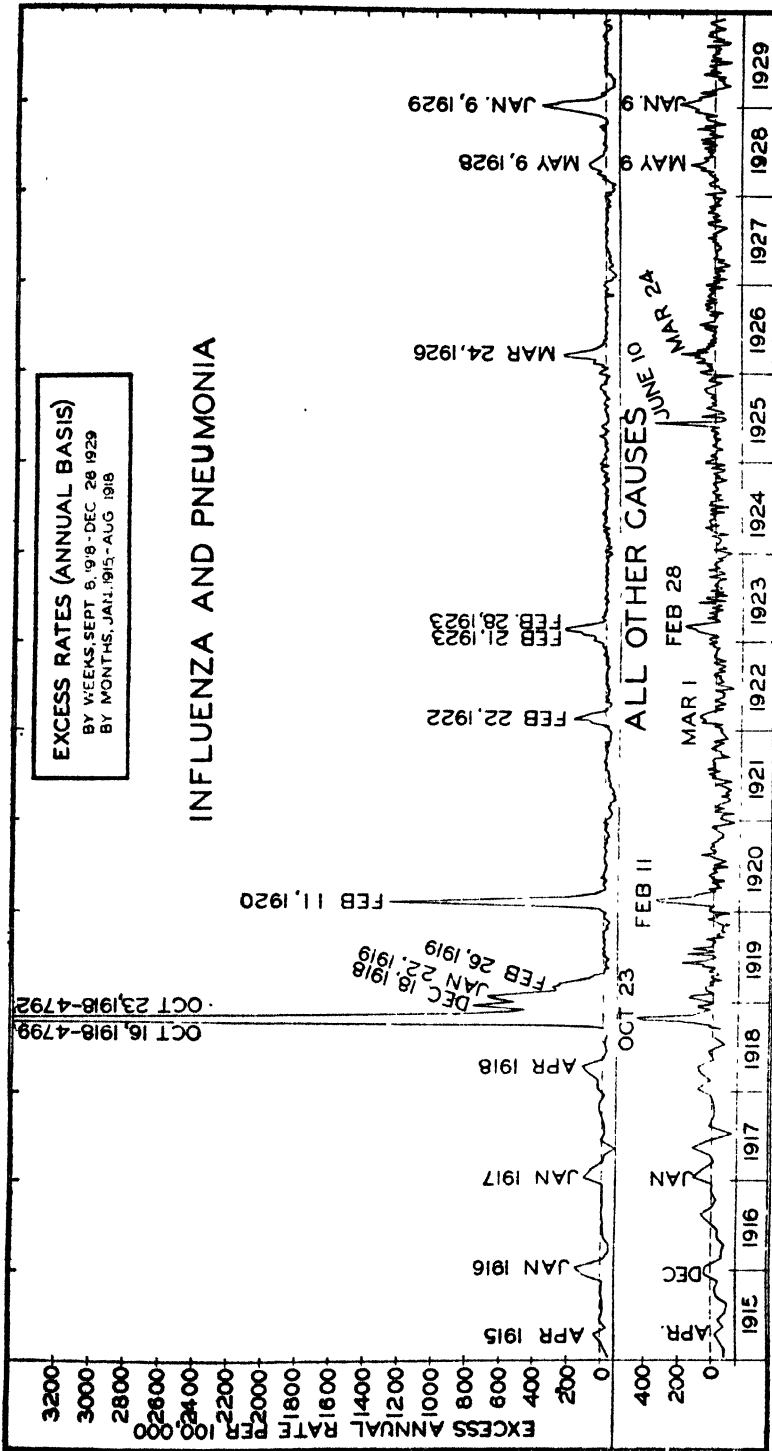 EXCESS RATES (ANNUAL BASIS)
BY WEEKS, SEPT 8, 1918-DEC 28 1929
BY MONTHS, JAN. 1915-AUG 1918
INFLUENZA AND PNEUMONIA
EXCESS ANNUAL RATE PER 100,000
3200
3000
2800
2600
2400
2200
2000
1800
1600
1400
1200
1000
800
600
400
200
0
APR 1915
JAN 1916
JAN 1917
APR 1918
OCT 16,1918-4799
OCT 23,1918-4792
DEC 18, 1918
JAN 22, 1919
FEB 26, 1919
FEB 11, 1920
FEB 22, 1922
FEB 21, 1923
FEB. 28, 1923
MAR 24, 1926
MAY 9, 1928
JAN. 9, 1929
ALL OTHER CAUSES
400
200
0
APR.
DEC
JAN
OCT 23
FEB 11
MAR 1
FEB 28
JUNE 10
MAR 24
MAY 9
JAN. 9
1915 1916 1917 1918 1919 1920 1921 1922 1923 1924 1925 1926 1927 1928 1929